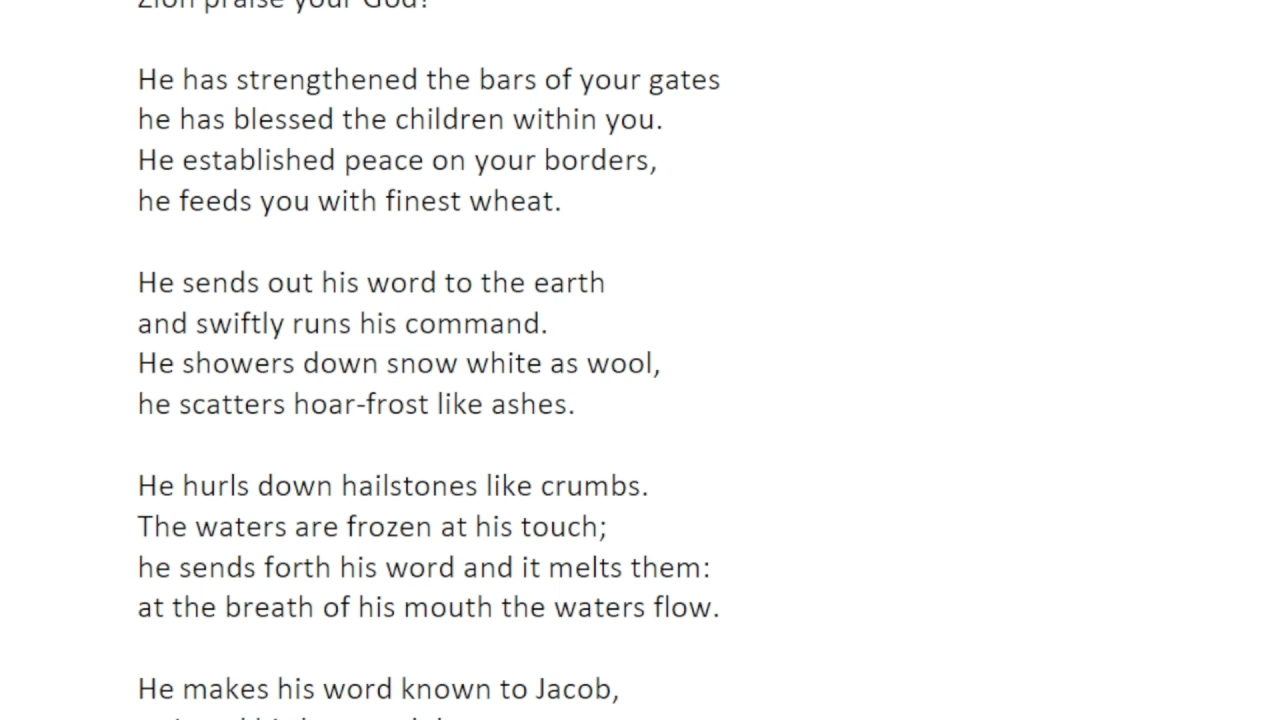 Zion praise your God!
He has strengthened the bars of your gates
he has blessed the children within you.
He established peace on your borders,
he feeds you with finest wheat.
He sends out his word to the earth
and swiftly runs his command.
He showers down snow white as wool,
he scatters hoar-frost like ashes.
He hurls down hailstones like crumbs.
The waters are frozen at his touch;
he sends forth his word and it melts them:
at the breath of his mouth the waters flow.
He makes his word known to Jacob,